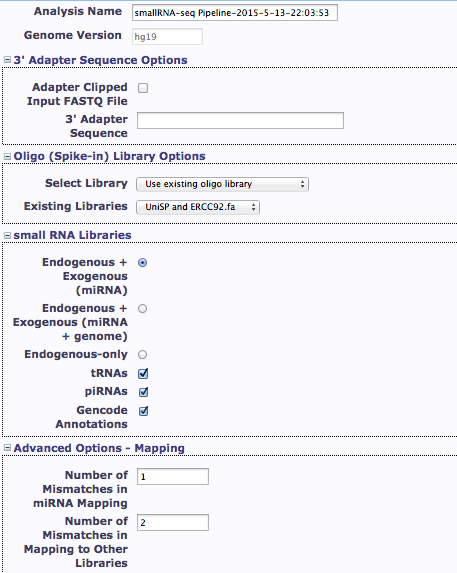 Analysis Name smallRNA-seq Pipeline-2015-5-13-22:03:53
Genome Version hg19
3' Adapter Sequence Options
Adapter Clipped
Input FASTQ File
3' Adapter
Sequence
Oligo (Spike-in) Library Options
Select Library Use existing oligo library
Existing Libraries UniSP and ERCC92.fa
small RNA Libraries
Endogenous +
Exogenous
(miRNA)
Endogenous +
Exogenous (miRNA
+ genome)
Endogenous-only
tRNAs
piRNAs
Gencode
Annotations
Advanced Options - Mapping
Number of 1
Mismatches in
miRNA Mapping
Number of 2
Mismatches in
Mapping to Other
Libraries